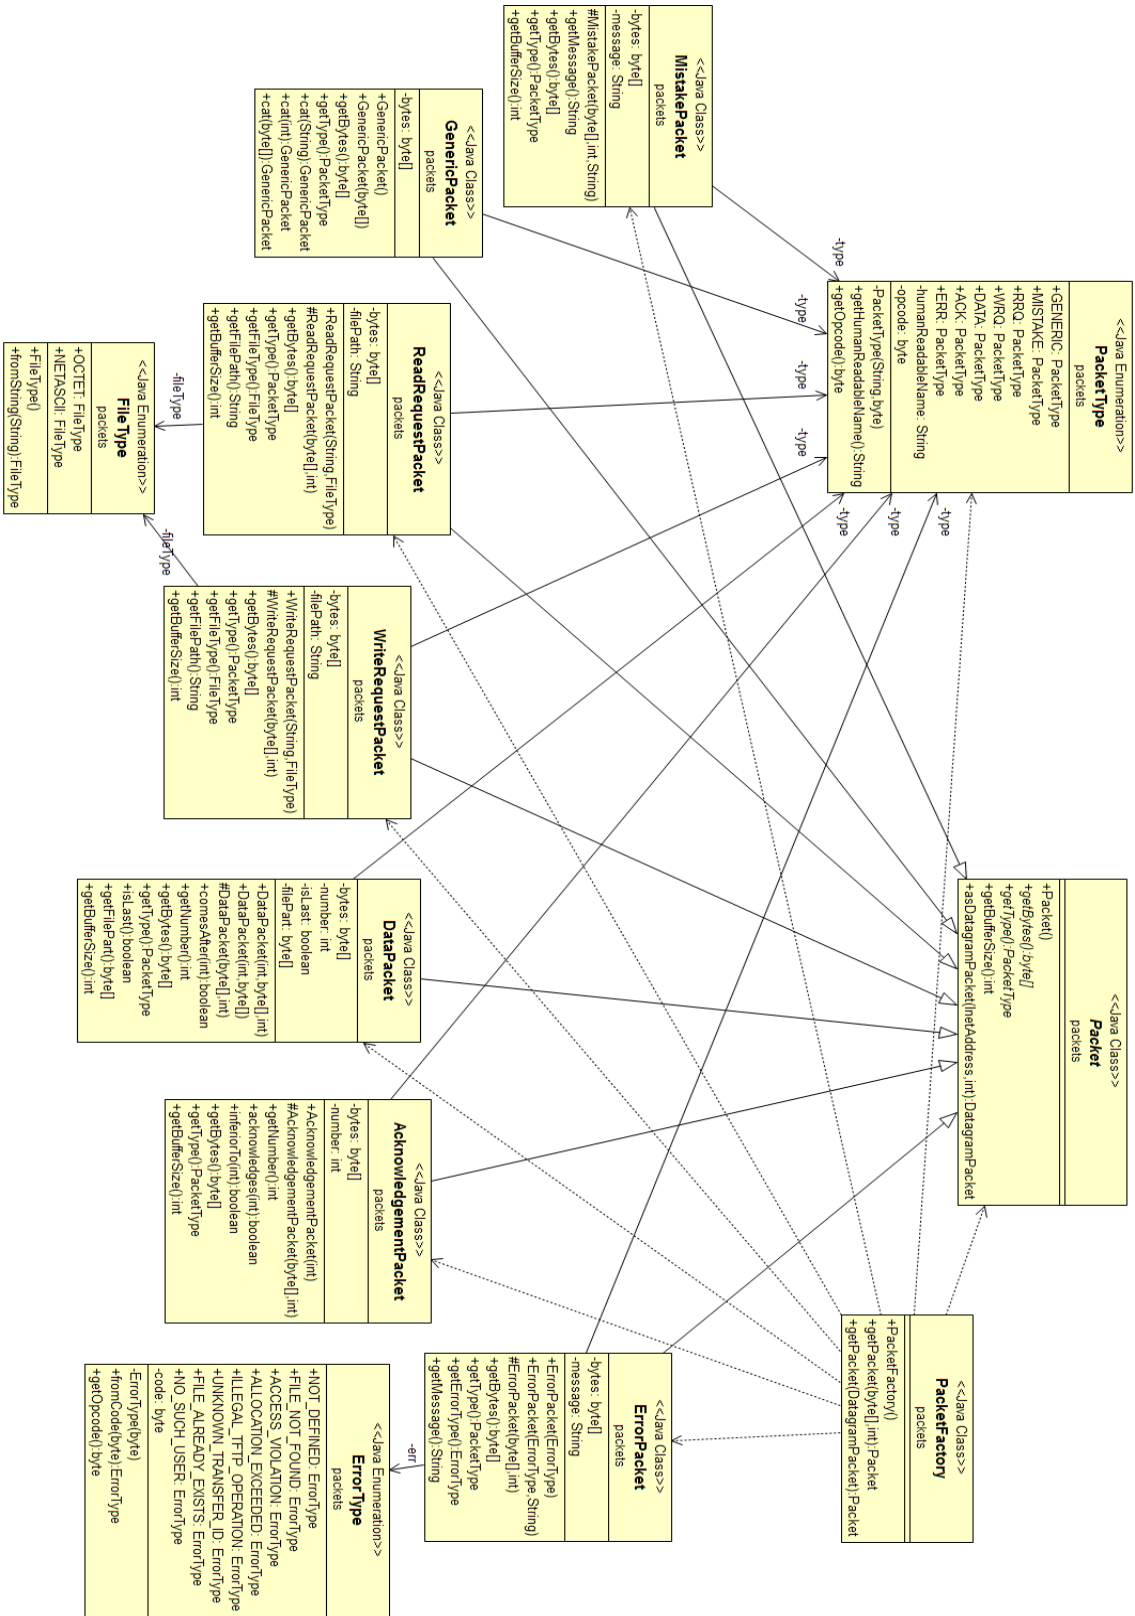 <<Java Enumeration>>
PacketType
packets
+GENERIC: PacketType
+MISTAKE: PacketType
+RRQ: PacketType
+WRQ: PacketType
+DATA: PacketType
+ACK: PacketType
+ERR: PacketType
-humanReadableName: String
-opcode: byte
-PacketType(String,byte)
+getHumanReadableName():String
+getOpcode():byte
<<Java Class>>
Packet
packets
+Packet()
+getBytes():byte[]
+getType():PacketType
+getBufferSize():int
+asDatagramPacket(InetAddress,int):DatagramPacket
<<Java Class>>
PacketFactory
packets
+PacketFactory()
+getPacket(byte[],int):Packet
+getPacket(DatagramPacket):Packet
-type
-type
-type
-type
-type
-type
-type
<<Java Class>>
MistakePacket
packets
-bytes: byte[]
-message: String
#MistakePacket(byte[],int,String)
+getMessage():String
+getBytes():byte[]
+getType():PacketType
+getBufferSize():int
<<Java Class>>
GenericPacket
packets
-bytes: byte[]
+GenericPacket()
+GenericPacket(byte[])
+getBytes():byte[]
+getType():PacketType
+cat(String):GenericPacket
+cat(int):GenericPacket
+cat(byte[]):GenericPacket
<<Java Class>>
ReadRequestPacket
packets
-bytes: byte[]
-filePath: String
+ReadRequestPacket(String,FileType)
#ReadRequestPacket(byte[],int)
+getBytes():byte[]
+getType():PacketType
+getFileType():FileType
+getFilePath():String
+getBufferSize():int
<<Java Class>>
WriteRequestPacket
packets
-bytes: byte[]
-filePath: String
+WriteRequestPacket(String,FileType)
#WriteRequestPacket(byte[],int)
+getBytes():byte[]
+getType():PacketType
+getFileType():FileType
+getFilePath():String
+getBufferSize():int
<<Java Class>>
DataPacket
packets
-bytes: byte[]
-number: int
-isLast: boolean
-filePart: byte[]
+DataPacket(int,byte[],int)
+DataPacket(int,byte[])
#DataPacket(byte[],int)
+comesAfter(int):boolean
+getNumber():int
+getBytes():byte[]
+getType():PacketType
+isLast():boolean
+getFilePart():byte[]
+getBufferSize():int
<<Java Class>>
AcknowledgementPacket
packets
-bytes: byte[]
-number: int
+AcknowledgementPacket(int)
#AcknowledgementPacket(byte[],int)
+getNumber():int
+acknowledges(int):boolean
+inferiorTo(int):boolean
+getBytes():byte[]
+getType():PacketType
+getBufferSize():int
<<Java Class>>
ErrorPacket
packets
-bytes: byte[]
-message: String
+ErrorPacket(ErrorType)
+ErrorPacket(ErrorType,String)
#ErrorPacket(byte[],int)
+getBytes():byte[]
+getType():PacketType
+getErrorType():ErrorType
+getMessage():String
-fileType
-fileType
-err
<<Java Enumeration>>
FileType
packets
+OCTET: FileType
+NETASCII: FileType
+FileType()
+fromString(String):FileType
<<Java Enumeration>>
ErrorType
packets
+NOT_DEFINED: ErrorType
+FILE_NOT_FOUND: ErrorType
+ACCESS_VIOLATION: ErrorType
+ALLOCATION_EXCEEDED: ErrorType
+ILLEGAL_TFTP_OPERATION: ErrorType
+UNKNOWN_TRANSFER_ID: ErrorType
+FILE_ALREADY_EXISTS: ErrorType
+NO_SUCH_USER: ErrorType
-code: byte
-ErrorType(byte)
+fromCode(byte):ErrorType
+getOpcode():byte